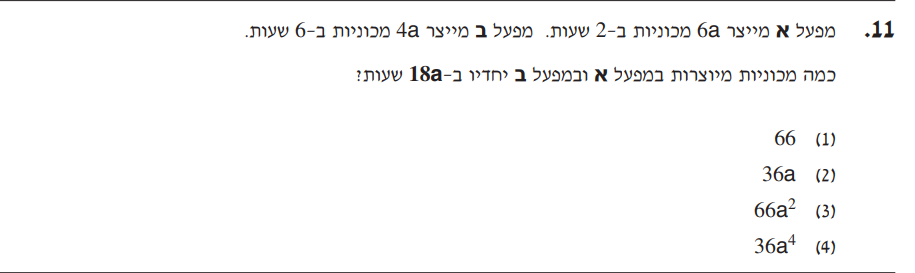 11. מפעל א מייצר 6a מכוניות ב-2 שעות. מפעל ב מייצר 4a מכוניות ב-6 שעות.
כמה מכוניות מיוצרות במפעל א ובמפעל ב יחדיו ב-18a שעות?
(1) 66
(2) 36a
(3) 66a²
(4) 36a⁴